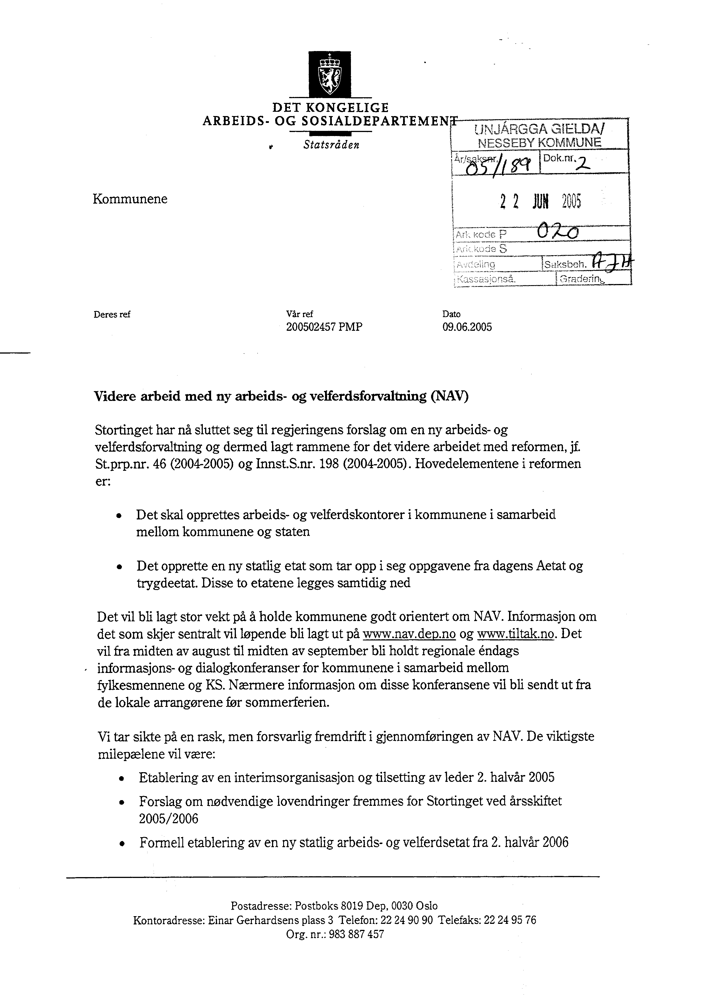 DET KONGELIGE
ARBEIDS- OG SOSIALDEPARTEMENT
Statsråden
UNJÁRGGA GIELDA/
NESSEBY KOMMUNE
År/saksnr. 05/189 Dok.nr. 2
Kommunene
22 JUN 2005
Ark. kode P 020
Ark. kode S
Avdeling Saksbeh. AJH
Kassasjonså. Gradering
Deres ref Vår ref Dato
200502457 PMP 09.06.2005
Videre arbeid med ny arbeids- og velferdsforvaltning (NAV)
Stortinget har nå sluttet seg til regjeringens forslag om en ny arbeids- og
velferdsforvaltning og dermed lagt rammene for det videre arbeidet med reformen, jf.
St.prp.nr. 46 (2004-2005) og Innst.S.nr. 198 (2004-2005). Hovedelementene i reformen
er:
• Det skal opprettes arbeids- og velferdskontorer i kommunene i samarbeid
mellom kommunene og staten
• Det opprette en ny statlig etat som tar opp i seg oppgavene fra dagens Aetat og
trygdeetat. Disse to etatene legges samtidig ned
Det vil bli lagt stor vekt på å holde kommunene godt orientert om NAV. Informasjon om
det som skjer sentralt vil løpende bli lagt ut på www.nav.dep.no og www.tiltak.no. Det
vil fra midten av august til midten av september bli holdt regionale éndags
informasjons- og dialogkonferanser for kommunene i samarbeid mellom
fylkesmennene og KS. Nærmere informasjon om disse konferansene vil bli sendt ut fra
de lokale arrangørene før sommerferien.
Vi tar sikte på en rask, men forsvarlig fremdrift i gjennomføringen av NAV. De viktigste
milepælene vil være:
• Etablering av en interimsorganisasjon og tilsetting av leder 2. halvår 2005
• Forslag om nødvendige lovendringer fremmes for Stortinget ved årsskiftet
2005/2006
• Formell etablering av en ny statlig arbeids- og velferdsetat fra 2. halvår 2006
Postadresse: Postboks 8019 Dep, 0030 Oslo
Kontoradresse: Einar Gerhardsens plass 3 Telefon: 22 24 90 90 Telefaks: 22 24 95 76
Org. nr.: 983 887 457